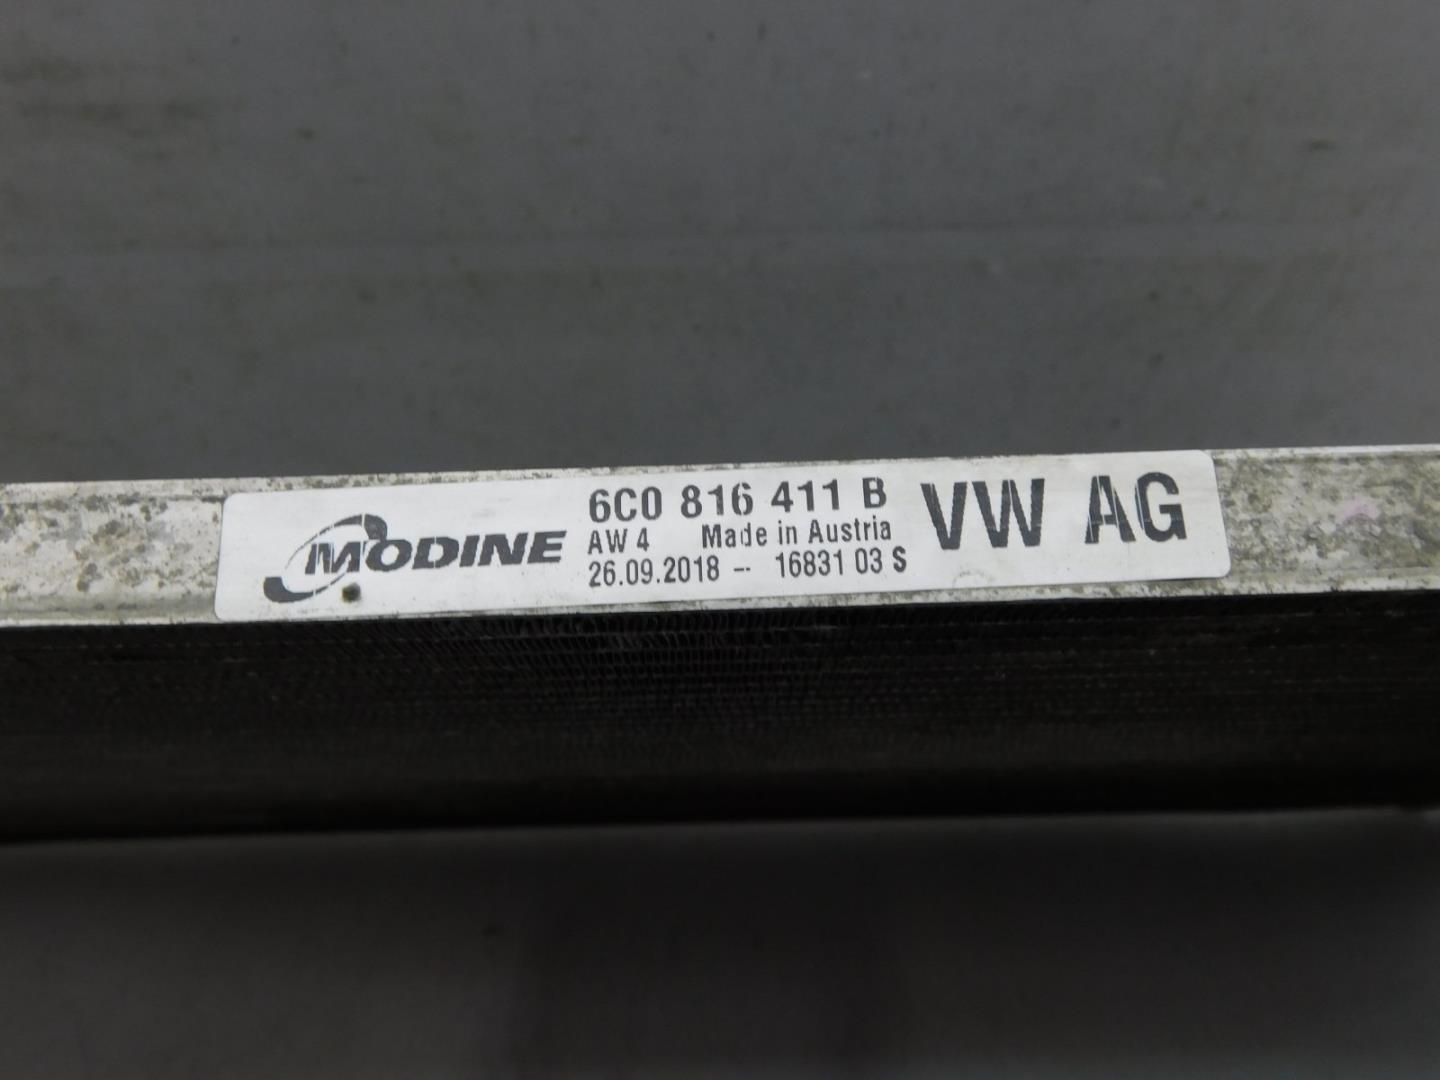 MODINE
6C0 816 411 B
AW 4 Made in Austria
26.09.2018 - 16831 03 S
VW AG